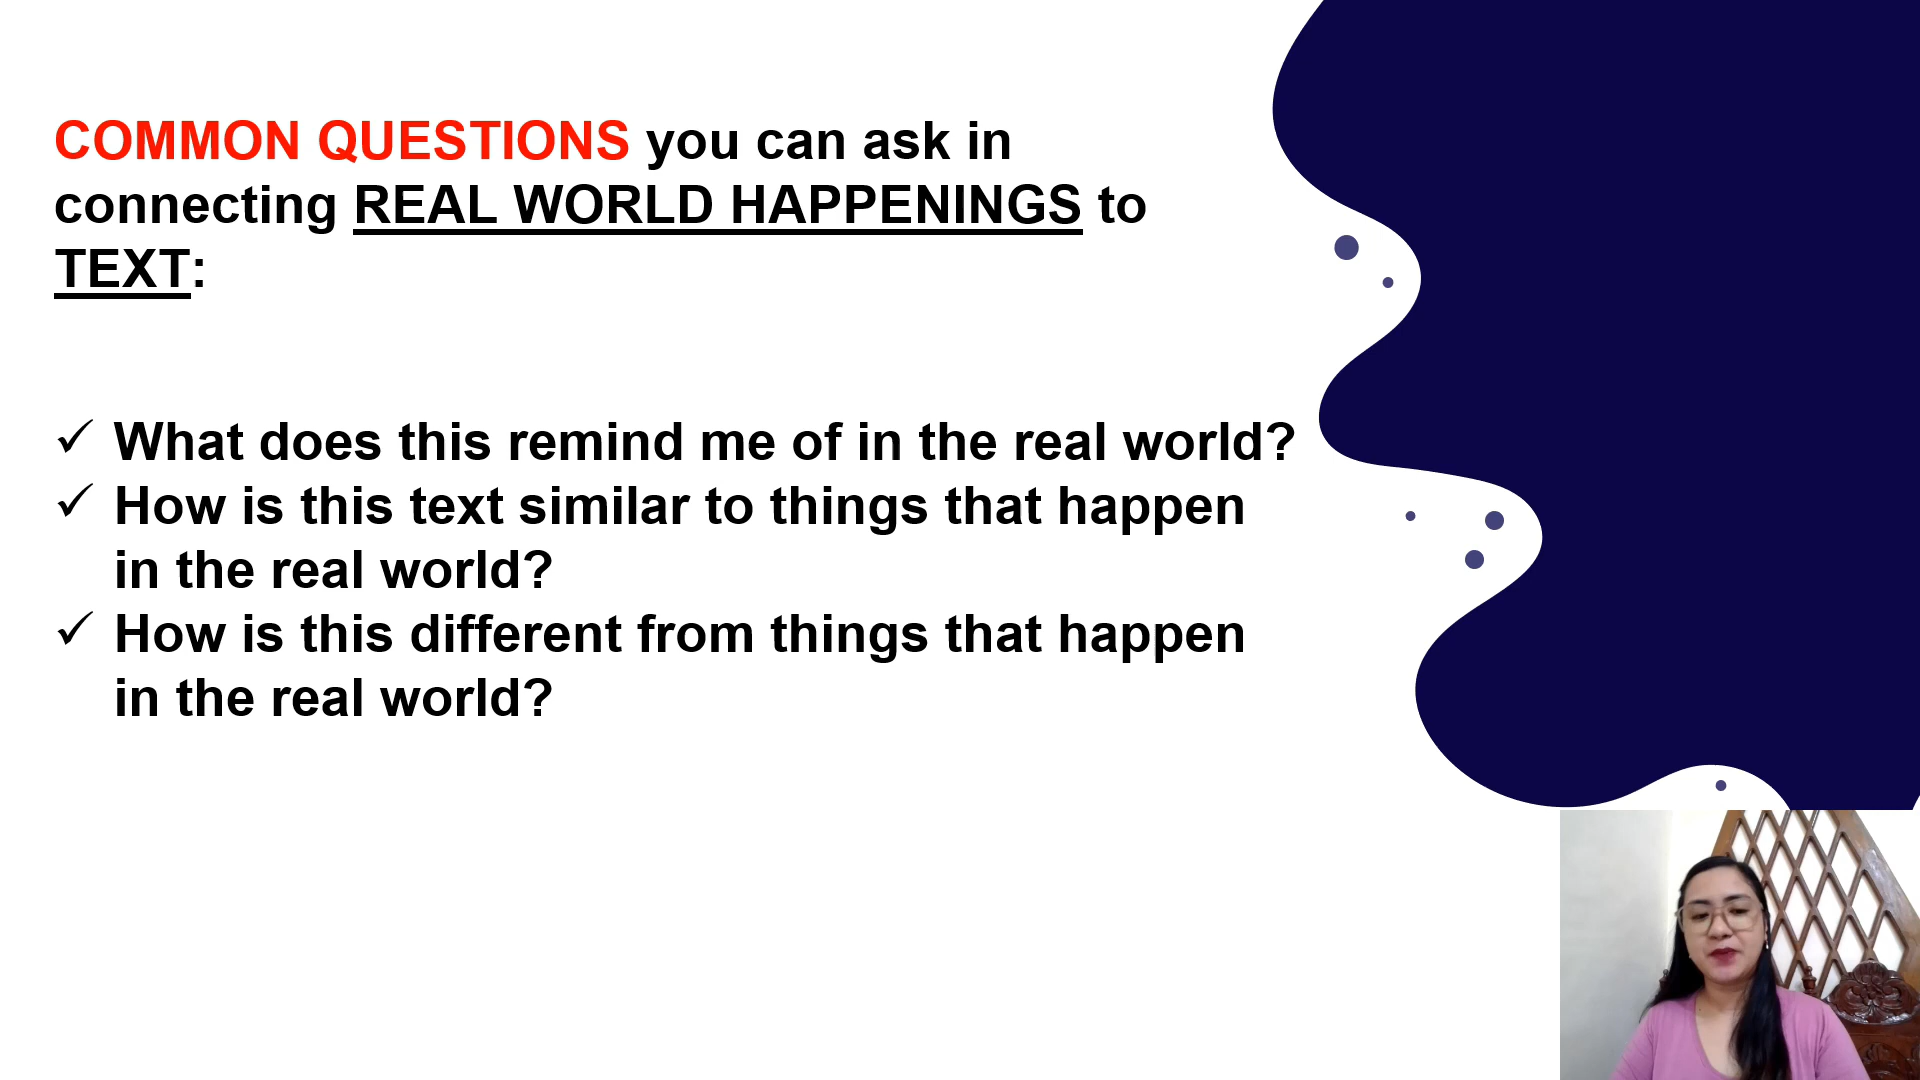 COMMON QUESTIONS you can ask in
connecting REAL WORLD HAPPENINGS to
TEXT:
✓ What does this remind me of in the real world?
✓ How is this text similar to things that happen
in the real world?
✓ How is this different from things that happen
in the real world?